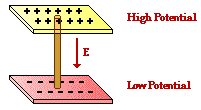 + + + + + +
+ + + + + +
High Potential
E
- - - - - -
- - - - - -
Low Potential